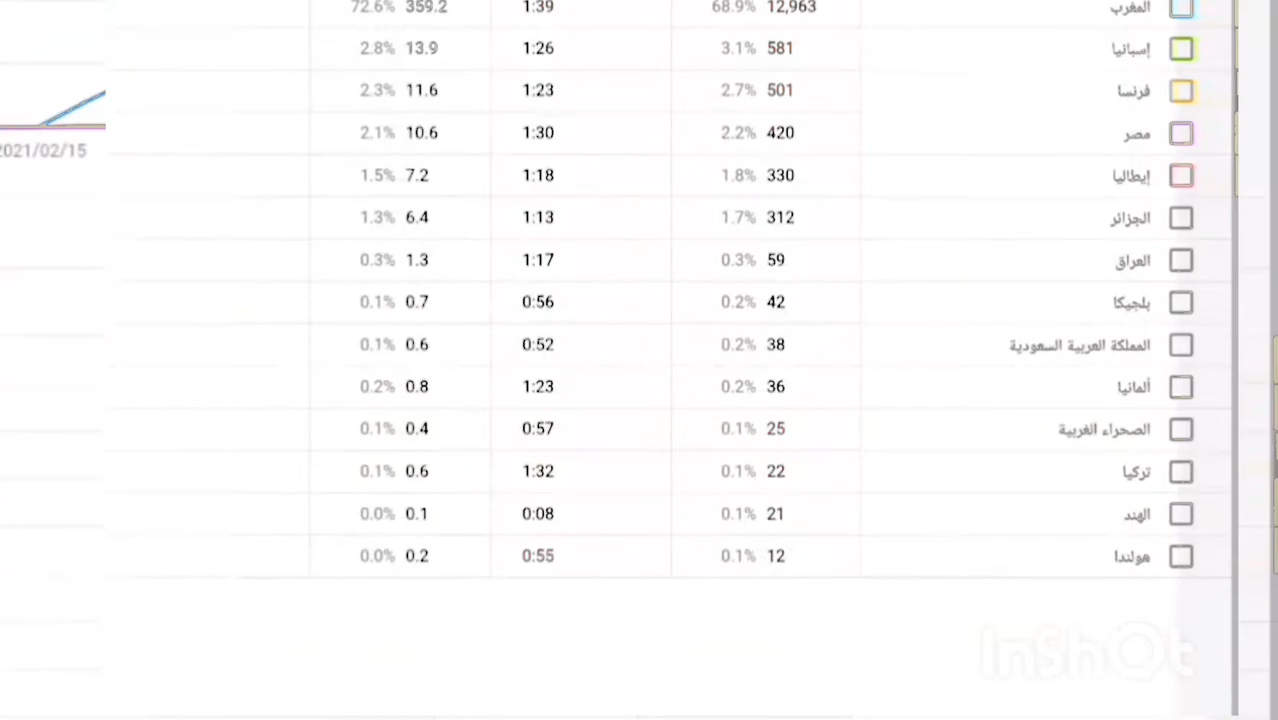 المغرب 12,963 68.9% 1:39 359.2 72.6%
إسبانيا 581 3.1% 1:26 13.9 2.8%
فرنسا 501 2.7% 1:23 11.6 2.3%
مصر 420 2.2% 1:30 10.6 2.1%
2021/02/15
إيطاليا 330 1.8% 1:18 7.2 1.5%
الجزائر 312 1.7% 1:13 6.4 1.3%
العراق 59 0.3% 1:17 1.3 0.3%
بلجيكا 42 0.2% 0:56 0.7 0.1%
المملكة العربية السعودية 38 0.2% 0:52 0.6 0.1%
ألمانيا 36 0.2% 1:23 0.8 0.2%
الصحراء الغربية 25 0.1% 0:57 0.4 0.1%
تركيا 22 0.1% 1:32 0.6 0.1%
الهند 21 0.1% 0:08 0.1 0.0%
هولندا 12 0.1% 0:55 0.2 0.0%
InShOt